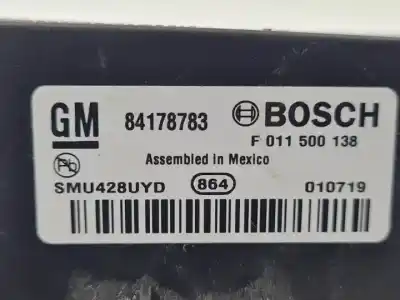 GM 84178783 BOSCH
F 011 500 138
Assembled in Mexico
SMU428UYD 864 010719